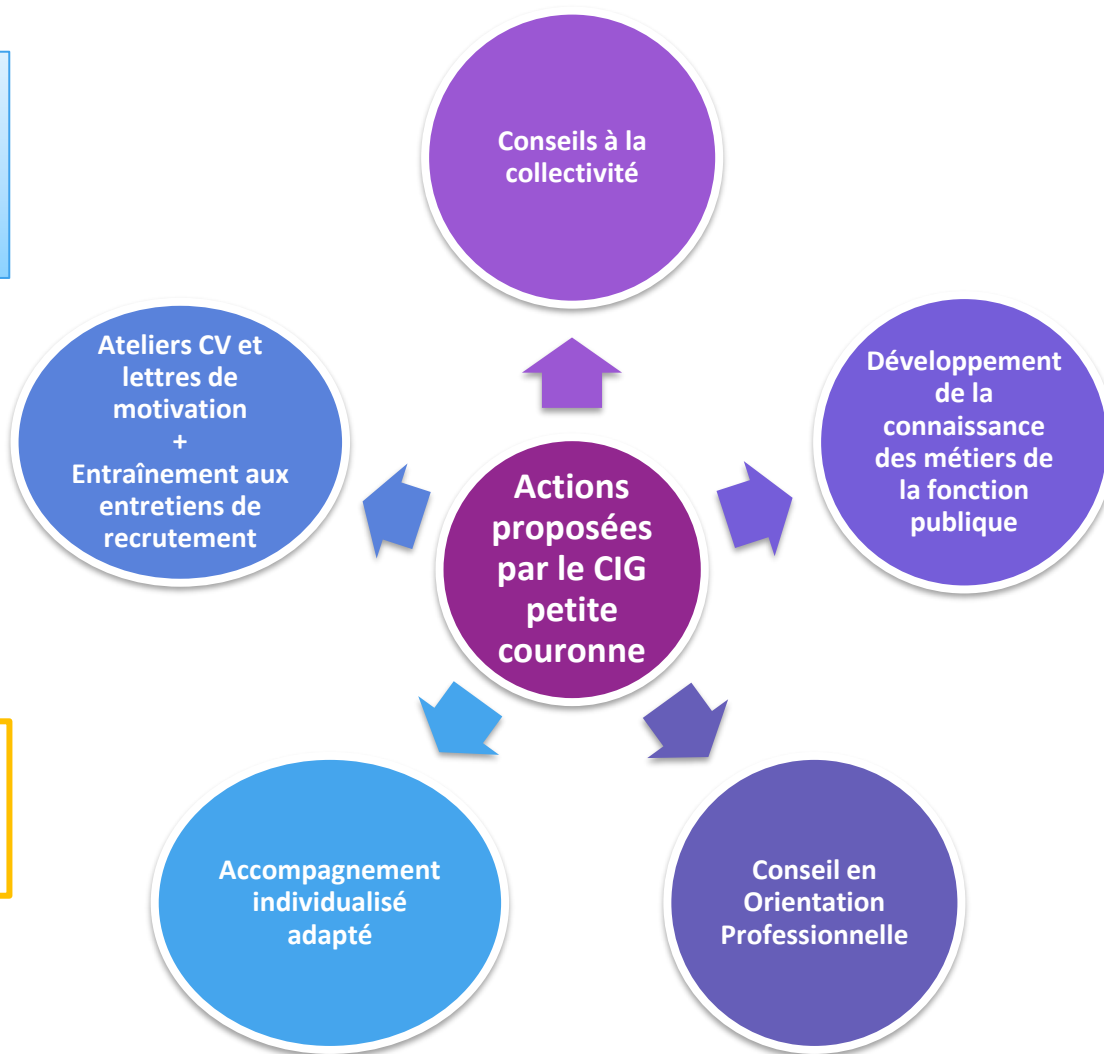 Conseils à la
collectivité
Ateliers CV et
lettres de
motivation
+
Entraînement aux
entretiens de
recrutement
Développement
de la
connaissance
des métiers de
la fonction
publique
Actions
proposées
par le CIG
petite
couronne
Accompagnement
individualisé
adapté
Conseil en
Orientation
Professionnelle